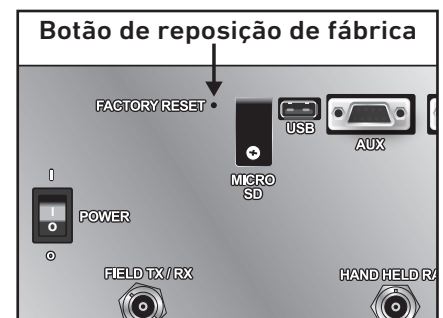 Botão de reposição de fábrica
FACTORY RESET
USB
AUX
MICRO
SD
I
I
O
POWER
O
FIELD TX / RX
HAND HELD RA